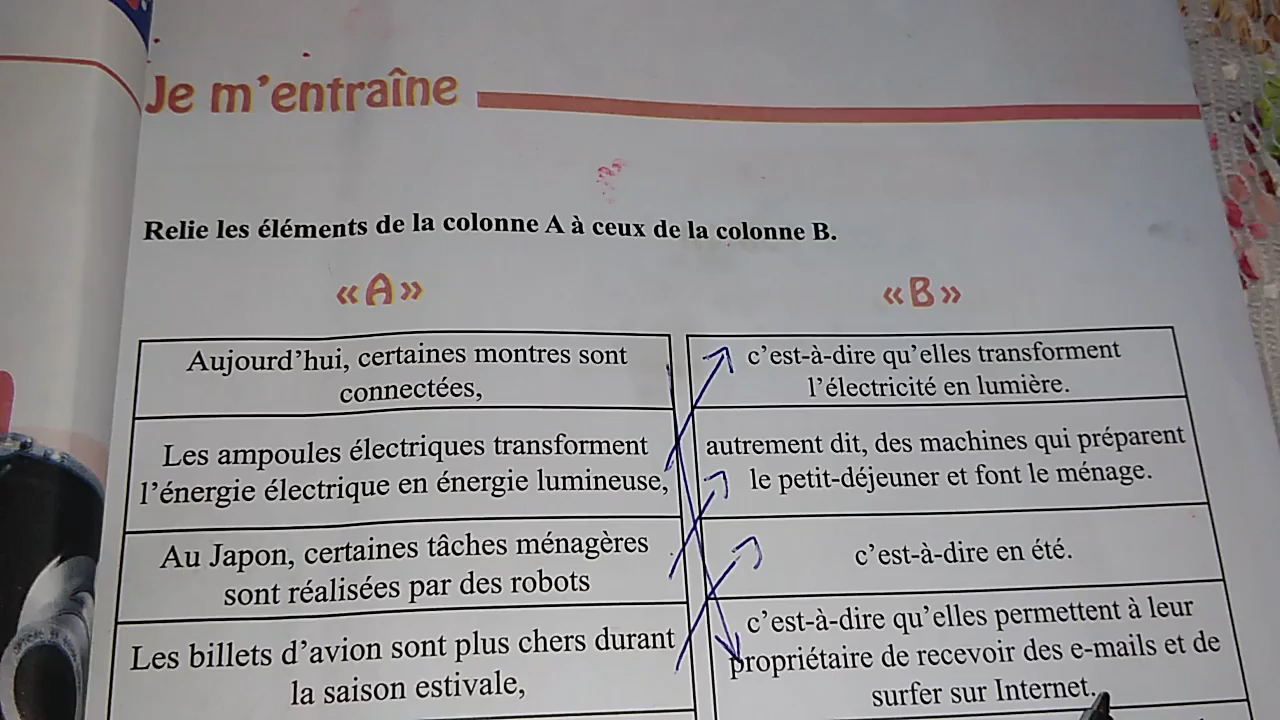 Je m'entraîne
Relie les éléments de la colonne A à ceux de la colonne B.
«A»
«B»
Aujourd'hui, certaines montres sont
connectées,
c'est-à-dire qu'elles transforment
l'électricité en lumière.
Les ampoules électriques transforment
l'énergie électrique en énergie lumineuse,
autrement dit, des machines qui préparent
le petit-déjeuner et font le ménage.
Au Japon, certaines tâches ménagères
sont réalisées par des robots
c'est-à-dire en été.
Les billets d'avion sont plus chers durant
la saison estivale,
c'est-à-dire qu'elles permettent à leur
propriétaire de recevoir des e-mails et de
surfer sur Internet.